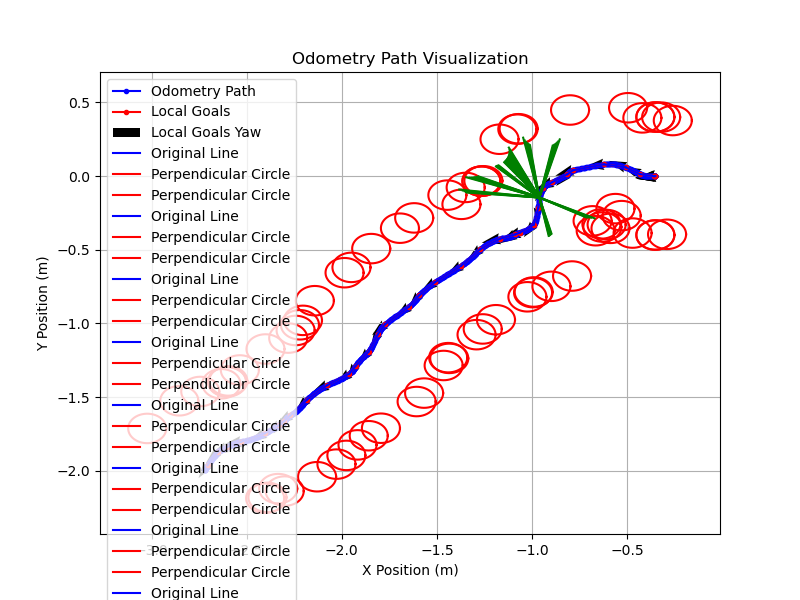 Odometry Path Visualization
Odometry Path
Local Goals
Local Goals Yaw
Original Line
Perpendicular Circle
Perpendicular Circle
Original Line
Perpendicular Circle
Perpendicular Circle
Original Line
Perpendicular Circle
Perpendicular Circle
Original Line
Perpendicular Circle
Perpendicular Circle
Original Line
Perpendicular Circle
Perpendicular Circle
Original Line
Perpendicular Circle
Perpendicular Circle
Original Line
Perpendicular Circle
Perpendicular Circle
Original Line
0.5
0.0
−0.5
−1.0
−1.5
−2.0
Y Position (m)
−2.0
−1.5
−1.0
−0.5
X Position (m)